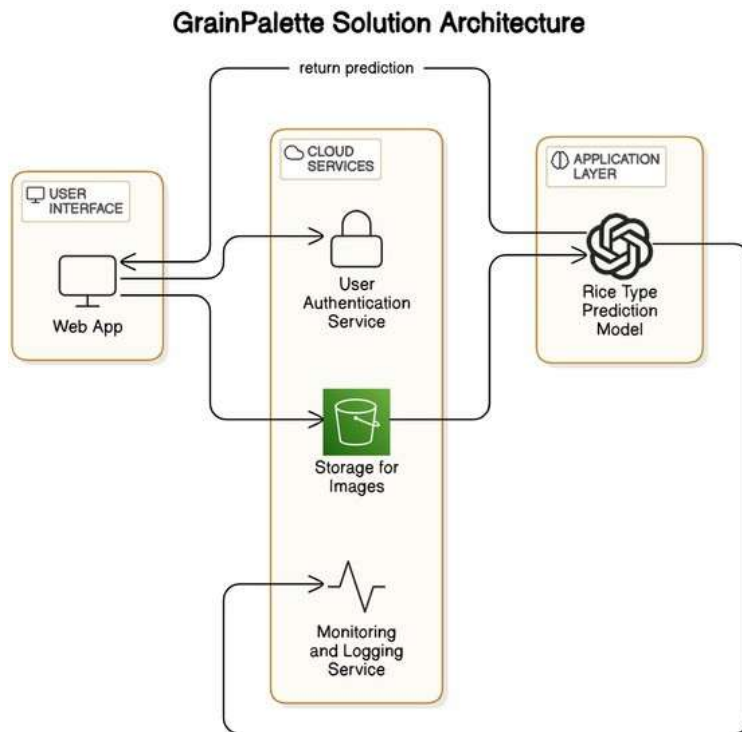 GrainPalette Solution Architecture
return prediction
USER
INTERFACE
Web App
CLOUD
SERVICES
User
Authentication
Service
Storage for
Images
Monitoring
and Logging
Service
APPLICATION
LAYER
Rice Type
Prediction
Model